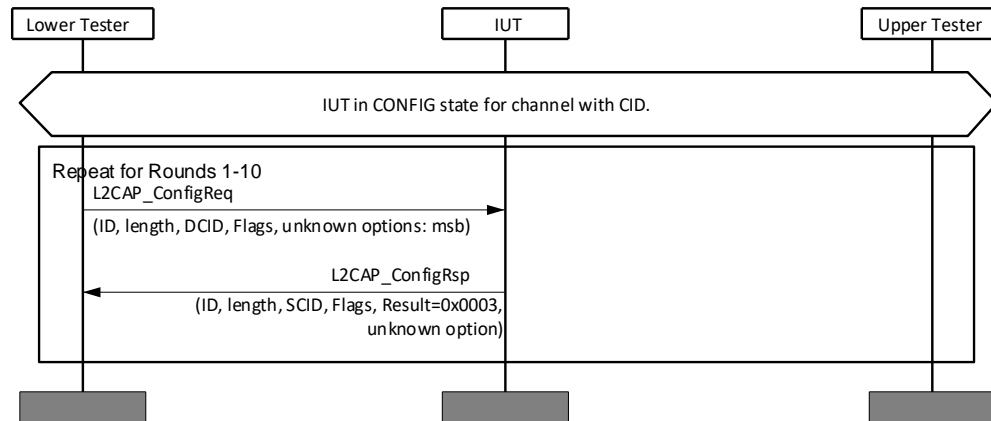 Lower Tester
IUT
Upper Tester
IUT in CONFIG state for channel with CID.
Repeat for Rounds 1-10
L2CAP_ConfigReq
(ID, length, DCID, Flags, unknown options: msb)
L2CAP_ConfigRsp
(ID, length, SCID, Flags, Result=0x0003,
unknown option)